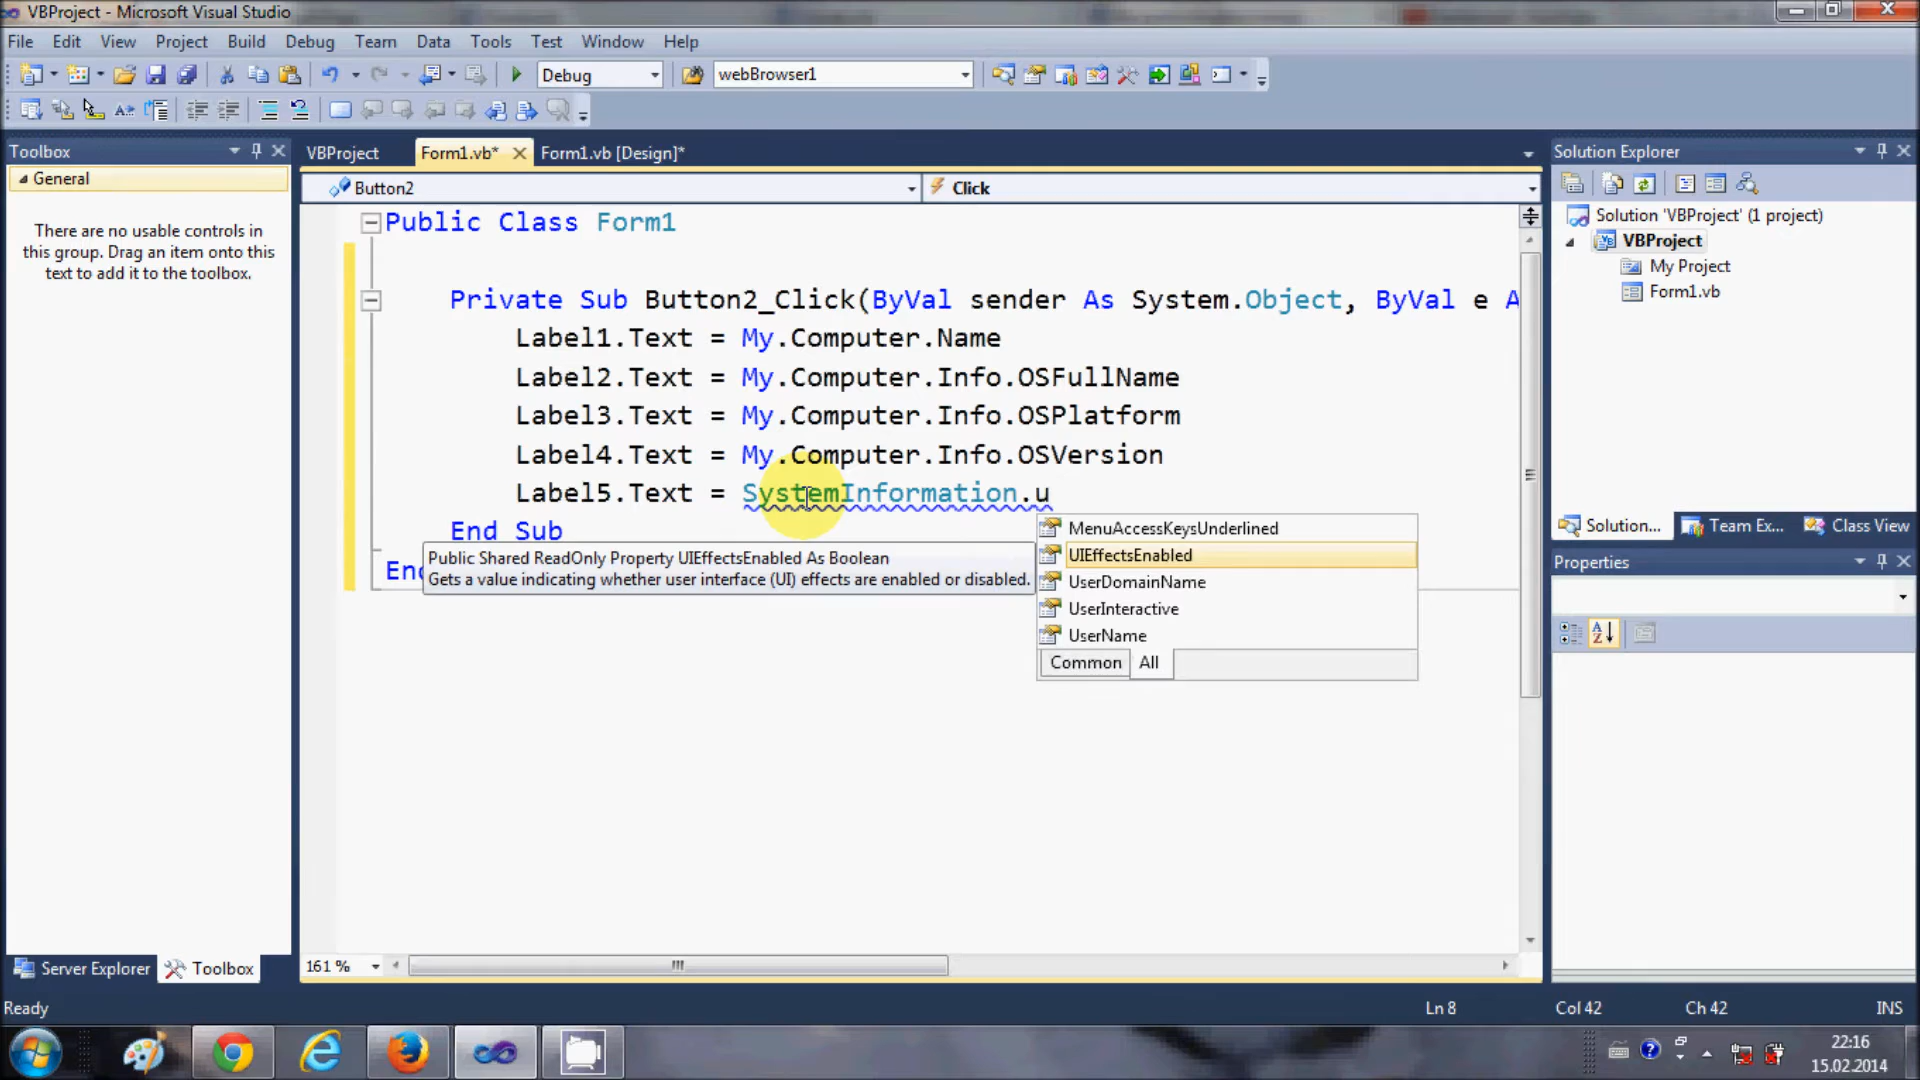 VBProject - Microsoft Visual Studio
File Edit View Project Build Debug Team Data Tools Test Window Help
Debug webBrowser1
Toolbox
General
There are no usable controls in
this group. Drag an item onto this
text to add it to the toolbox.
VBProject Form1.vb* Form1.vb [Design]*
Button2 Click
Public Class Form1
Private Sub Button2_Click(ByVal sender As System.Object, ByVal e A
Label1.Text = My.Computer.Name
Label2.Text = My.Computer.Info.OSFullName
Label3.Text = My.Computer.Info.OSPlatform
Label4.Text = My.Computer.Info.OSVersion
Label5.Text = SystemInformation.u
End Sub
En
Public Shared ReadOnly Property UIEffectsEnabled As Boolean
Gets a value indicating whether user interface (UI) effects are enabled or disabled.
MenuAccessKeysUnderlined
UIEffectsEnabled
UserDomainName
UserInteractive
UserName
Common All
161 %
Solution Explorer
Solution 'VBProject' (1 project)
VBProject
My Project
Form1.vb
Solution... Team Ex... Class View
Properties
Server Explorer Toolbox
Ready Ln 8 Col 42 Ch 42 INS
22:16
15.02.2014